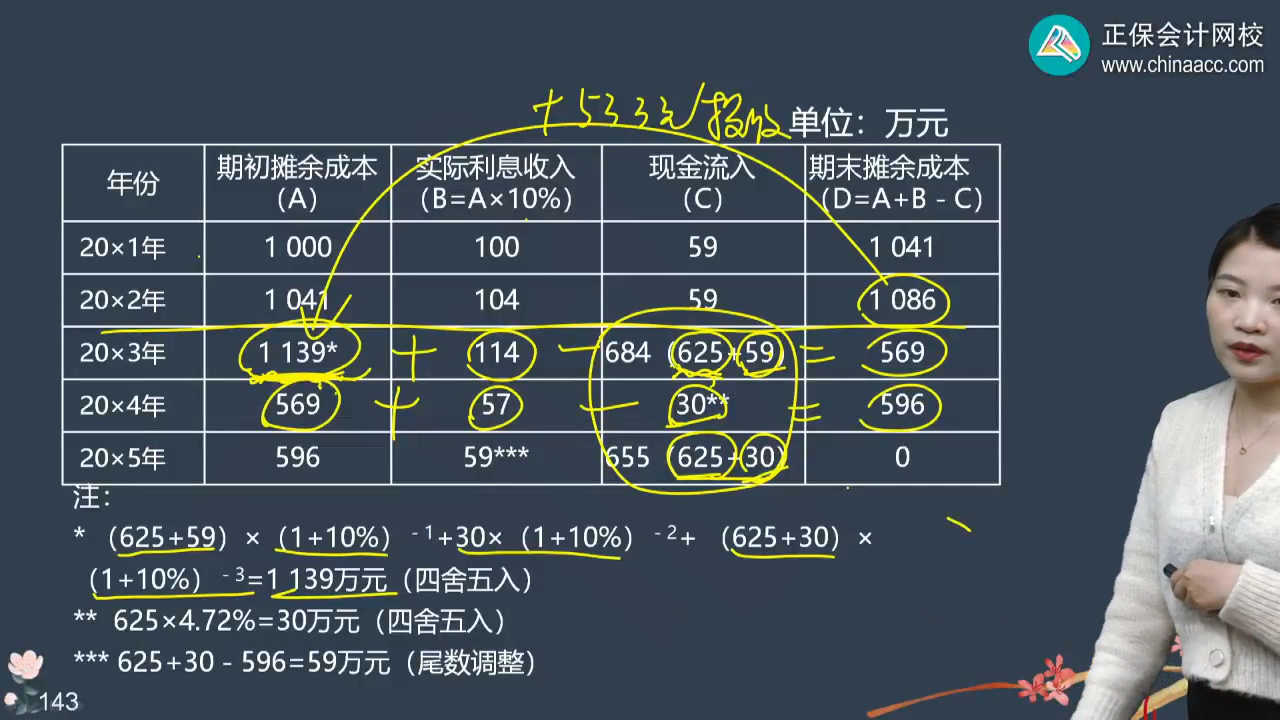 正保会计网校
www.chinaacc.com
单位：万元
年份 期初摊余成本（A） 实际利息收入（B=A×10%） 现金流入（C） 期末摊余成本（D=A+B－C）
20×1年 1 000 100 59 1 041
20×2年 1 041 104 59 1 086
20×3年 1 139* 114 684（625+59） 569
20×4年 569 57 30** 596
20×5年 596 59*** 655（625+30） 0
注：
*（625+59）×（1+10%）⁻¹+30×（1+10%）⁻²+（625+30）×
（1+10%）⁻³=1 139万元（四舍五入）
** 625×4.72%=30万元（四舍五入）
*** 625+30－596=59万元（尾数调整）
143